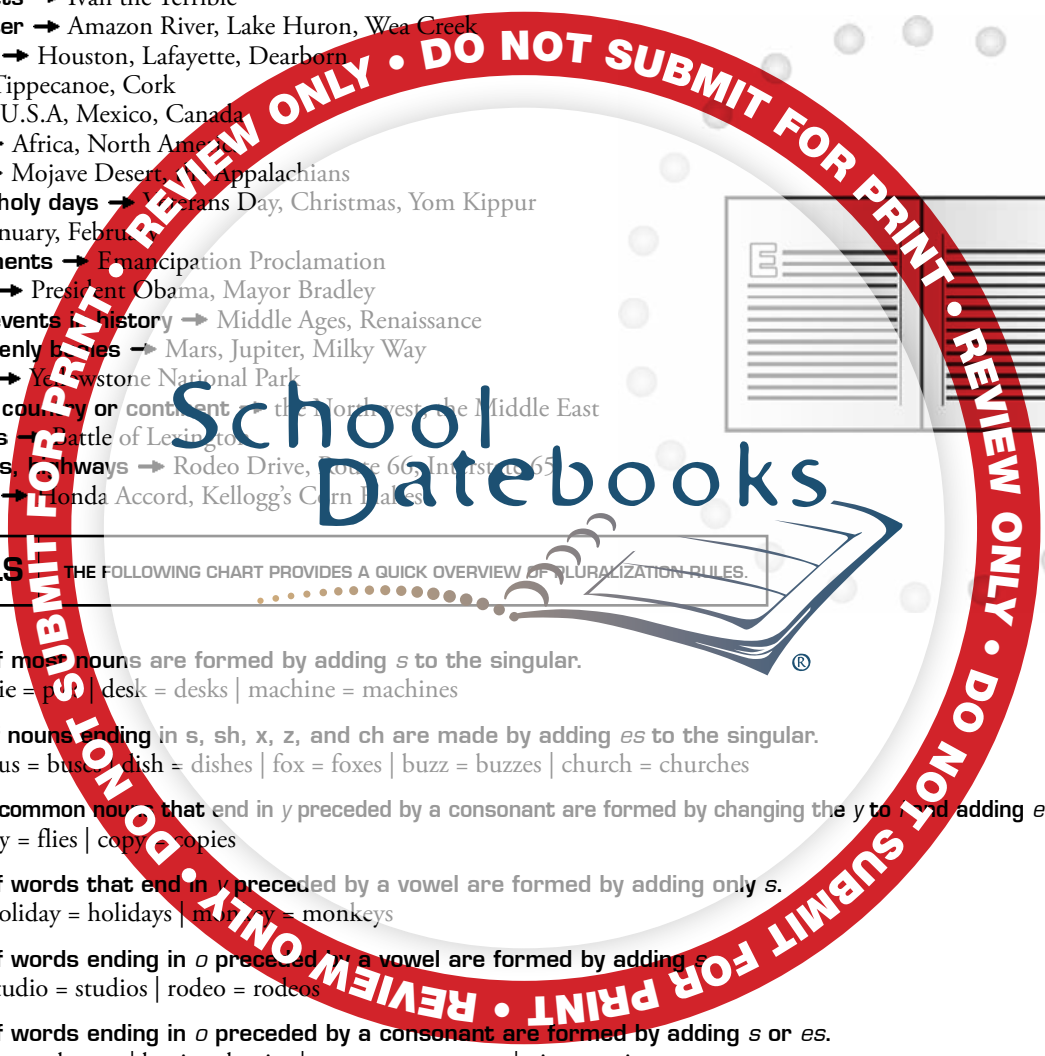 Ivan the Terrible
Amazon River, Lake Huron, Wea Creek
Houston, Lafayette, Dearborn
Tippecanoe, Cork
U.S.A, Mexico, Canada
Africa, North America
Mojave Desert, the Appalachians
holy days → Veterans Day, Christmas, Yom Kippur
February
Emancipation Proclamation
→ President Obama, Mayor Bradley
events in history → Middle Ages, Renaissance
bodies → Mars, Jupiter, Milky Way
→ Yellowstone National Park
country or continent → the Northwest, the Middle East
Battle of Lexington
highways → Rodeo Drive, Route 66, Interstate 65
→ Honda Accord, Kellogg's Corn Flakes
THE FOLLOWING CHART PROVIDES A QUICK OVERVIEW OF PLURALIZATION RULES.
most nouns are formed by adding s to the singular.
desk = desks | machine = machines
nouns ending in s, sh, x, z, and ch are made by adding es to the singular.
= buses | dish = dishes | fox = foxes | buzz = buzzes | church = churches
common nouns that end in y preceded by a consonant are formed by changing the y to i and adding
= flies | copy = copies
words that end in y preceded by a vowel are formed by adding only s.
= holidays | monkey = monkeys
words ending in o preceded by a vowel are formed by adding s
= studios | rodeo = rodeos
words ending in o preceded by a consonant are formed by adding s or es.
School
Datebooks
®
E
REVIEW ONLY • DO NOT SUBMIT FOR PRINT • REVIEW ONLY • DO NOT SUBMIT FOR PRINT • REVIEW ONLY • DO NOT SUBMIT FOR PRINT •